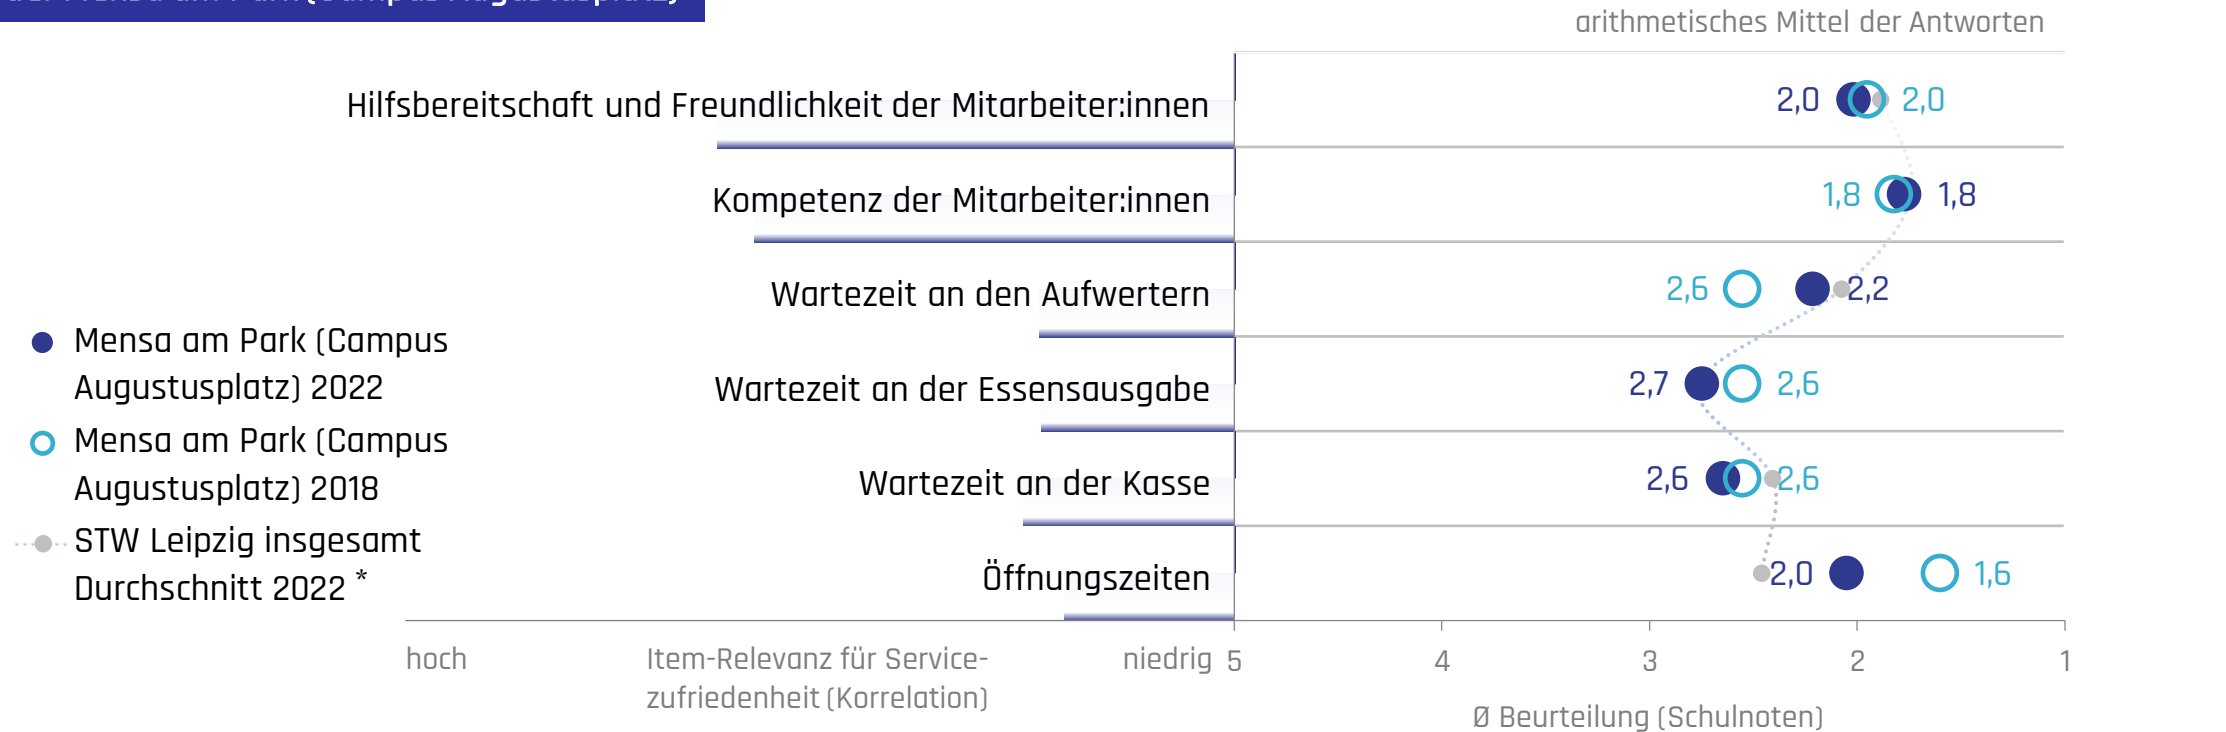 arithmetisches Mittel der Antworten
Hilfsbereitschaft und Freundlichkeit der Mitarbeiter:innen
2,0 2,0
Kompetenz der Mitarbeiter:innen
1,8 1,8
Wartezeit an den Aufwertern
2,6 2,2
Wartezeit an der Essensausgabe
2,7 2,6
Wartezeit an der Kasse
2,6 2,6
Öffnungszeiten
2,0 1,6
Mensa am Park (Campus
Augustusplatz) 2022
Mensa am Park (Campus
Augustusplatz) 2018
STW Leipzig insgesamt
Durchschnitt 2022 *
hoch
Item-Relevanz für Service-
zufriedenheit (Korrelation)
niedrig
5 4 3 2 1
Ø Beurteilung (Schulnoten)